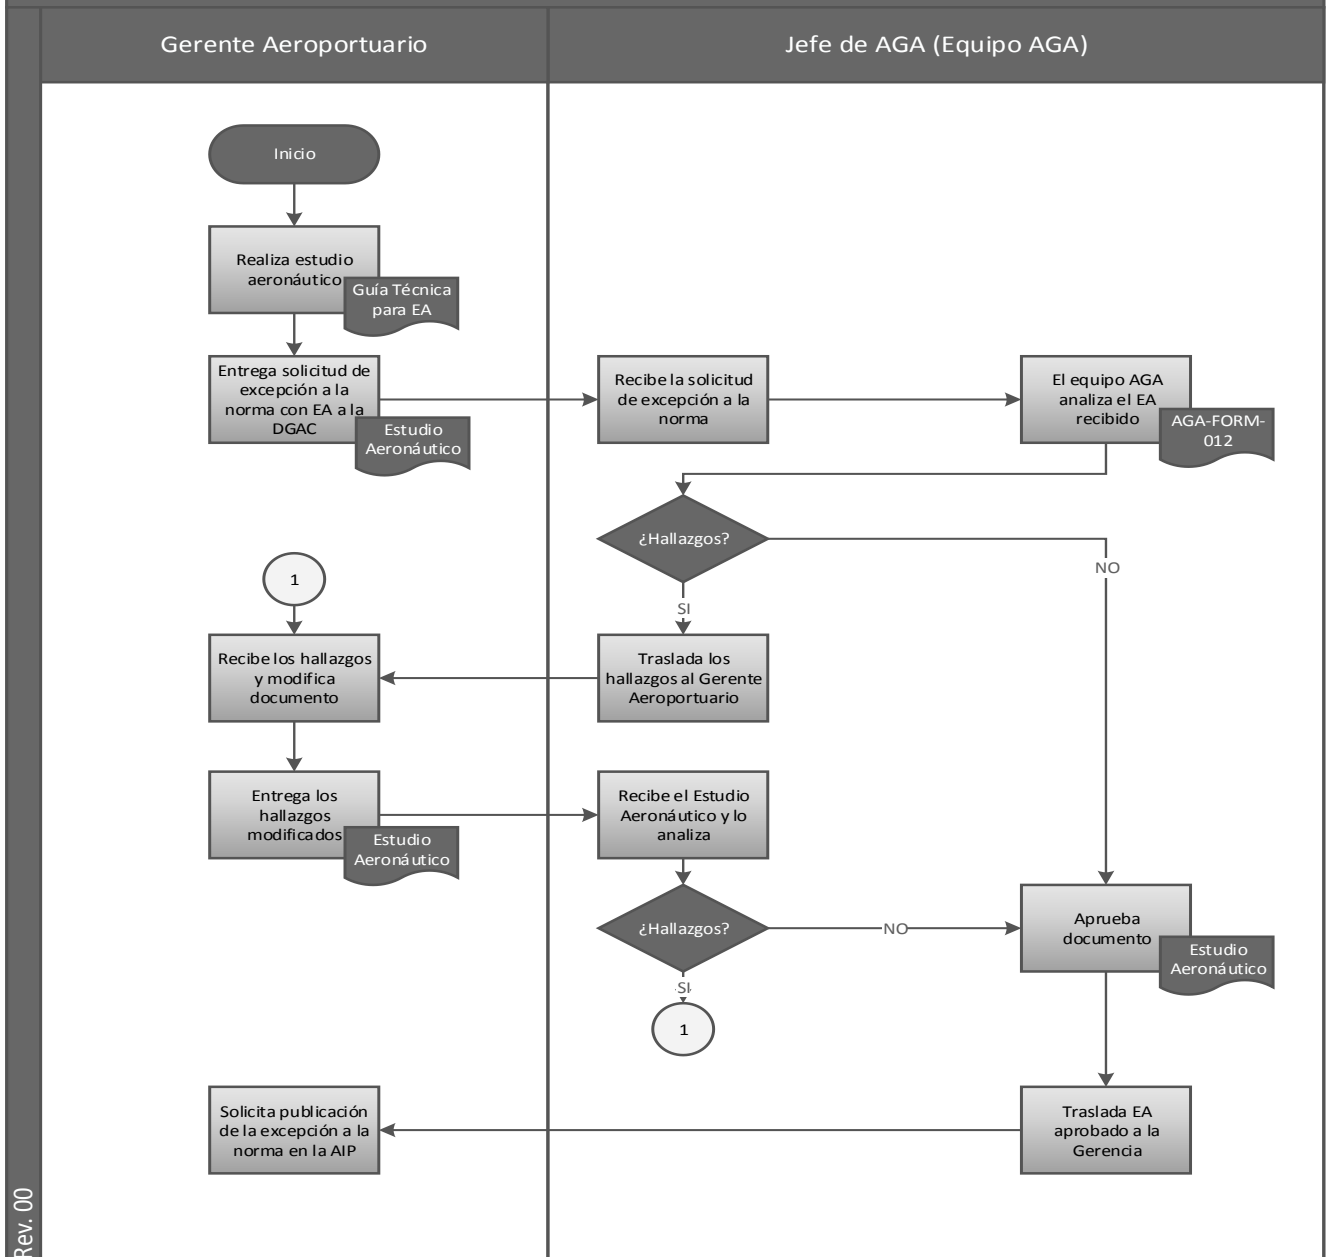 Gerente Aeroportuario
Jefe de AGA (Equipo AGA)
Inicio
Realiza estudio
aeronáutico
Guía Técnica
para EA
Entrega solicitud de
excepción a la
norma con EA a la
DGAC
Estudio
Aeronáutico
Recibe la solicitud
de excepción a la
norma
El equipo AGA
analiza el EA
recibido
AGA-FORM-
012
¿Hallazgos?
NO
SI
1
Recibe los hallazgos
y modifica
documento
Traslada los
hallazgos al Gerente
Aeroportuario
Entrega los
hallazgos
modificados
Estudio
Aeronáutico
Recibe el Estudio
Aeronáutico y lo
analiza
¿Hallazgos?
NO
SI
1
Aprueba
documento
Estudio
Aeronáutico
Solicita publicación
de la excepción a la
norma en la AIP
Traslada EA
aprobado a la
Gerencia
Rev. 00